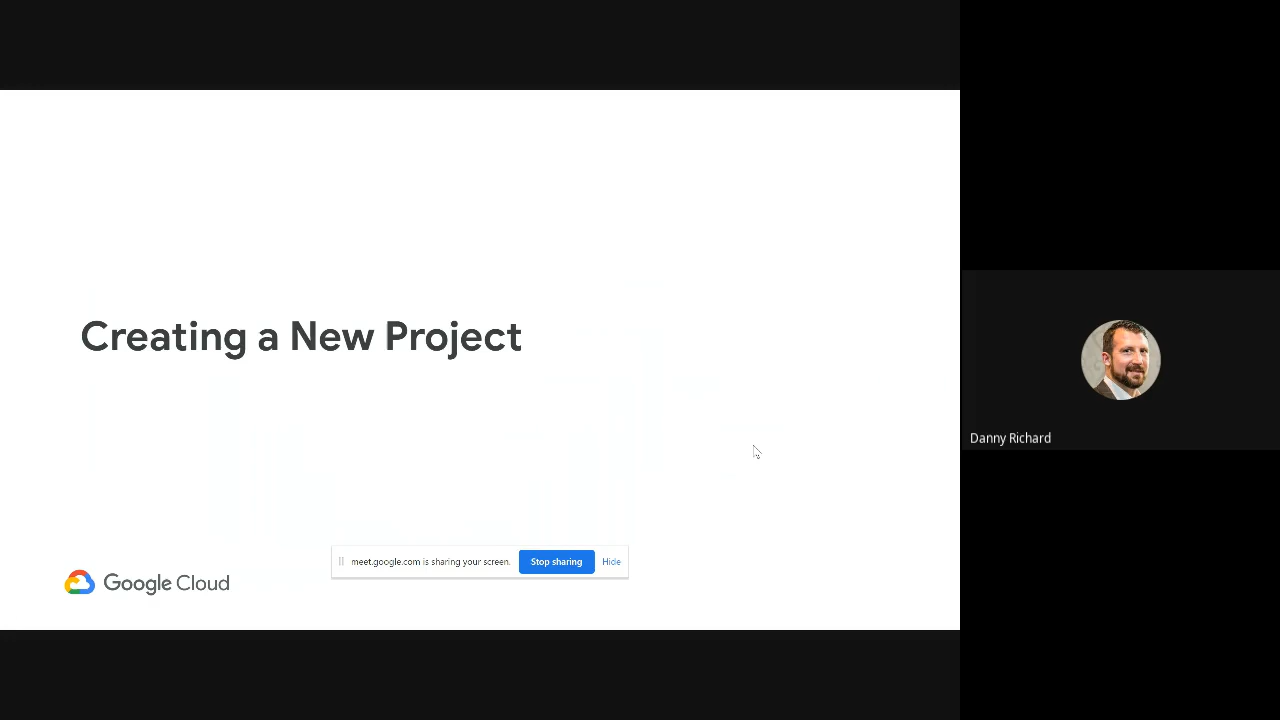 Creating a New Project
meet.google.com is sharing your screen.
Stop sharing
Hide
Google Cloud
Danny Richard